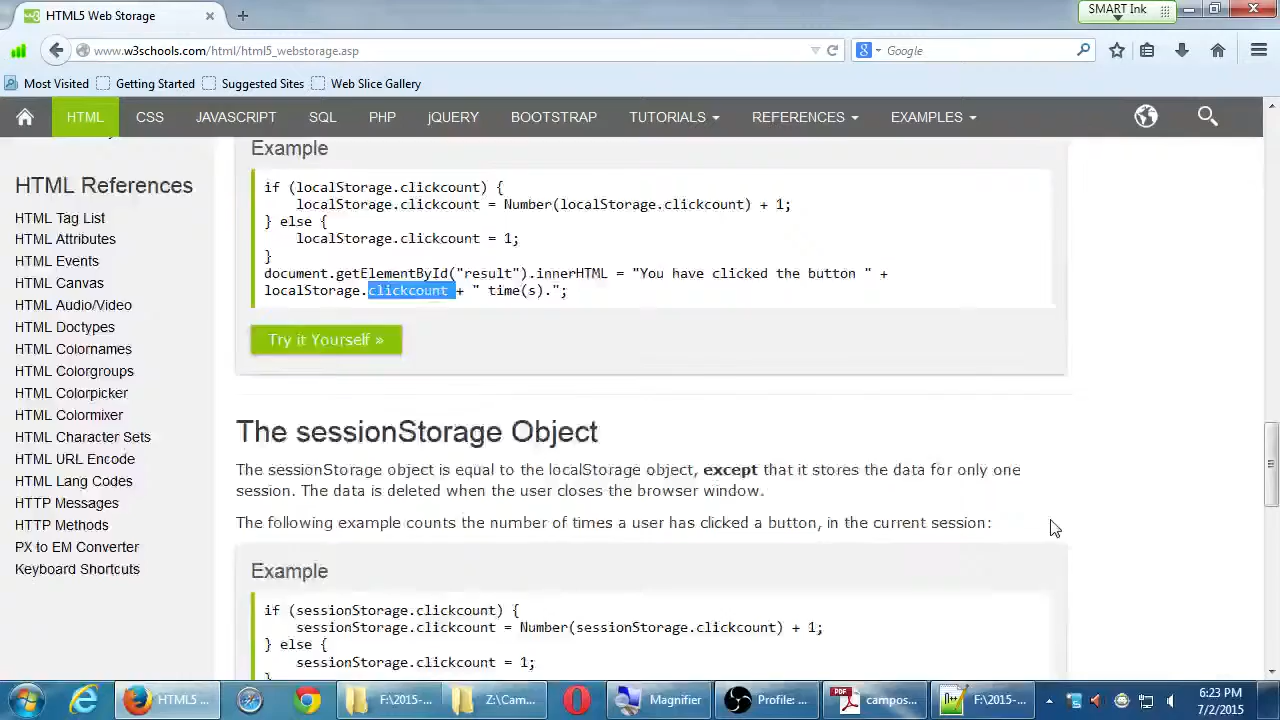 HTML5 Web Storage
SMART Ink
www.w3schools.com/html/html5_webstorage.asp
Google
Most Visited Getting Started Suggested Sites Web Slice Gallery
HTML CSS JAVASCRIPT SQL PHP jQUERY BOOTSTRAP TUTORIALS REFERENCES EXAMPLES
Example
if (localStorage.clickcount) {
localStorage.clickcount = Number(localStorage.clickcount) + 1;
} else {
localStorage.clickcount = 1;
}
document.getElementById("result").innerHTML = "You have clicked the button " +
localStorage.clickcount + " time(s).";
Try it Yourself »
HTML References
HTML Tag List
HTML Attributes
HTML Events
HTML Canvas
HTML Audio/Video
HTML Doctypes
HTML Colornames
HTML Colorgroups
HTML Colorpicker
HTML Colormixer
HTML Character Sets
HTML URL Encode
HTML Lang Codes
HTTP Messages
HTTP Methods
PX to EM Converter
Keyboard Shortcuts
The sessionStorage Object
The sessionStorage object is equal to the localStorage object, except that it stores the data for only one
session. The data is deleted when the user closes the browser window.
The following example counts the number of times a user has clicked a button, in the current session:
Example
if (sessionStorage.clickcount) {
sessionStorage.clickcount = Number(sessionStorage.clickcount) + 1;
} else {
sessionStorage.clickcount = 1;
HTML5 ... F:\2015-... Z:\Cam... Magnifier Profile: ... campos... F:\2015-...
6:23 PM
7/2/2015